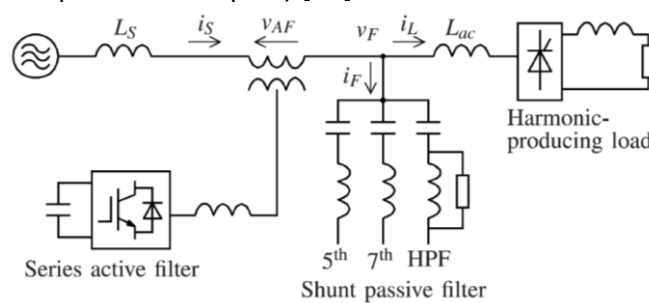 L_S
i_S
v_AF
v_F
i_L
L_ac
i_F
Harmonic-
producing load
Series active filter
5th 7th HPF
Shunt passive filter